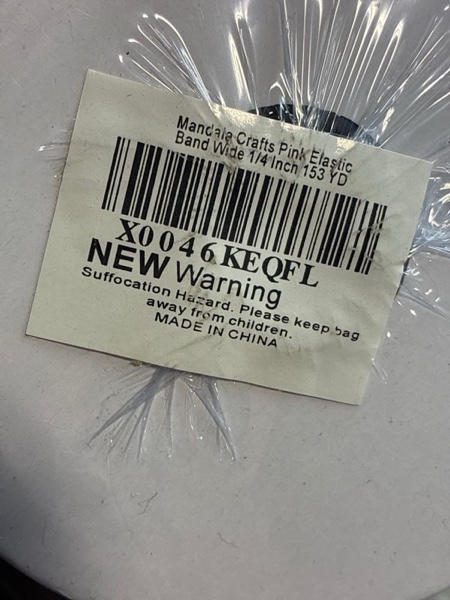 Mandala Crafts Pink Elastic
Band Wide 1/4 Inch 153 YD
X0046KEQFL
NEW Warning
Suffocation Hazard. Please keep bag
away from children.
MADE IN CHINA